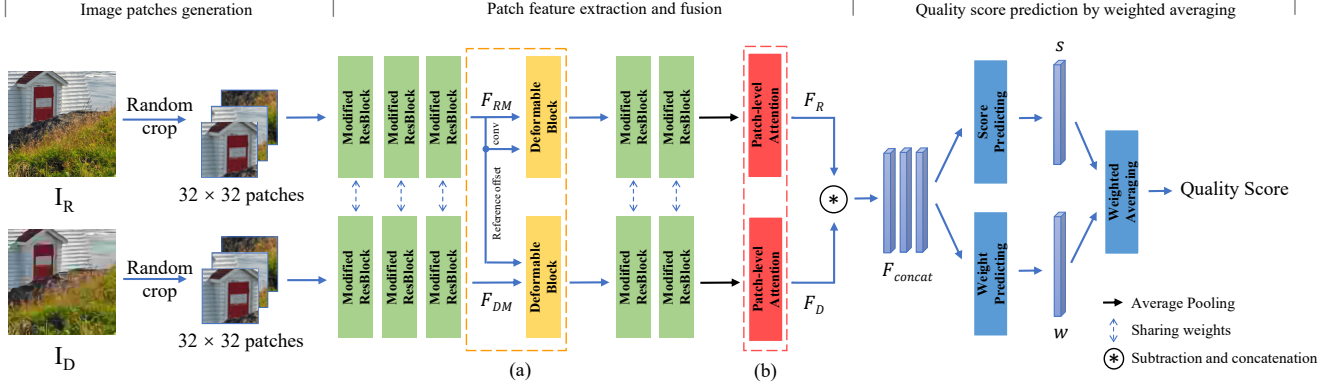 Image patches generation
Patch feature extraction and fusion
Quality score prediction by weighted averaging
I_R
Random
crop
32 × 32 patches
Modified
ResBlock
Modified
ResBlock
Modified
ResBlock
F_RM
conv
Reference offset
Deformable
Block
Modified
ResBlock
Modified
ResBlock
Patch-level
Attention
F_R
I_D
Random
crop
32 × 32 patches
Modified
ResBlock
Modified
ResBlock
Modified
ResBlock
F_DM
Deformable
Block
Modified
ResBlock
Modified
ResBlock
Patch-level
Attention
F_D
(a)
(b)
*
F_concat
Score
Predicting
s
Weight
Predicting
w
Weighted
Averaging
Quality Score
Average Pooling
Sharing weights
* Subtraction and concatenation